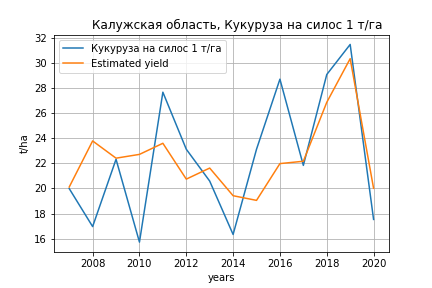 Калужская область, Кукуруза на силос 1 т/га
Кукуруза на силос 1 т/га
Estimated yield
t/ha
32
30
28
26
24
22
20
18
16
2008 2010 2012 2014 2016 2018 2020
years